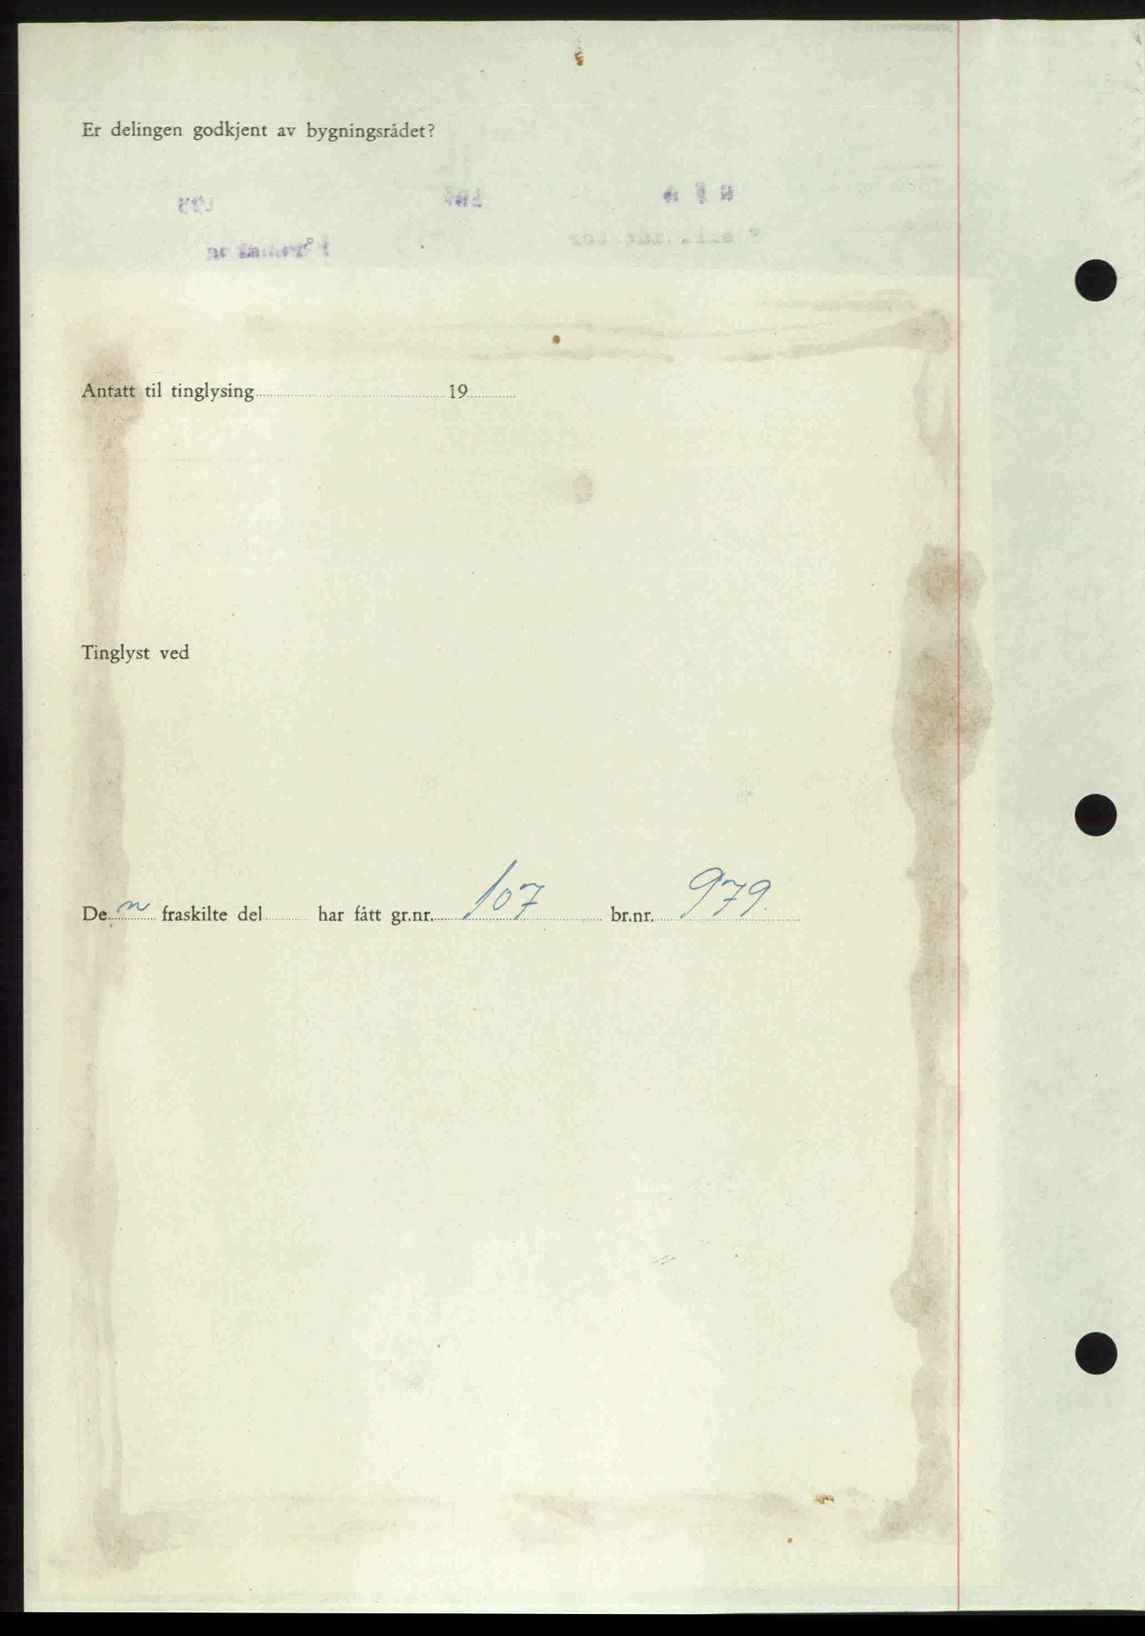 Er delingen godkjent av bygningsrådet?
Antatt til tinglysing 19
Tinglyst ved
De n fraskilte del har fått gr.nr. 107 br.nr. 979.